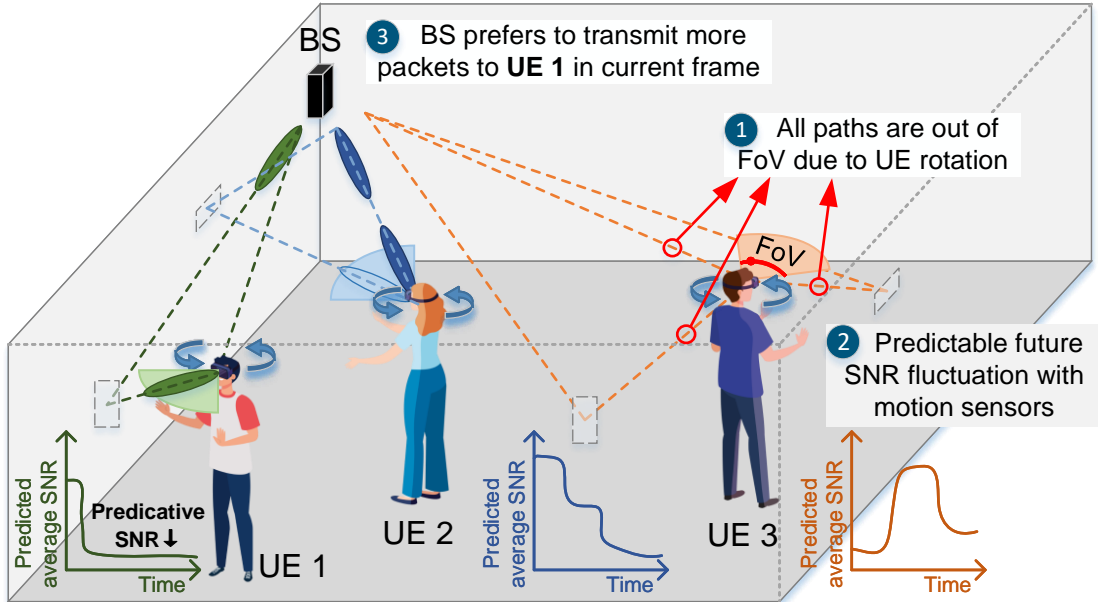 BS
3 BS prefers to transmit more
packets to UE 1 in current frame
1 All paths are out of
FoV due to UE rotation
FoV
2 Predictable future
SNR fluctuation with
motion sensors
Predicted
average SNR
Predicative
SNR↓
Time
UE 1
UE 2
Predicted
average SNR
Time
UE 3
Predicted
average SNR
Time